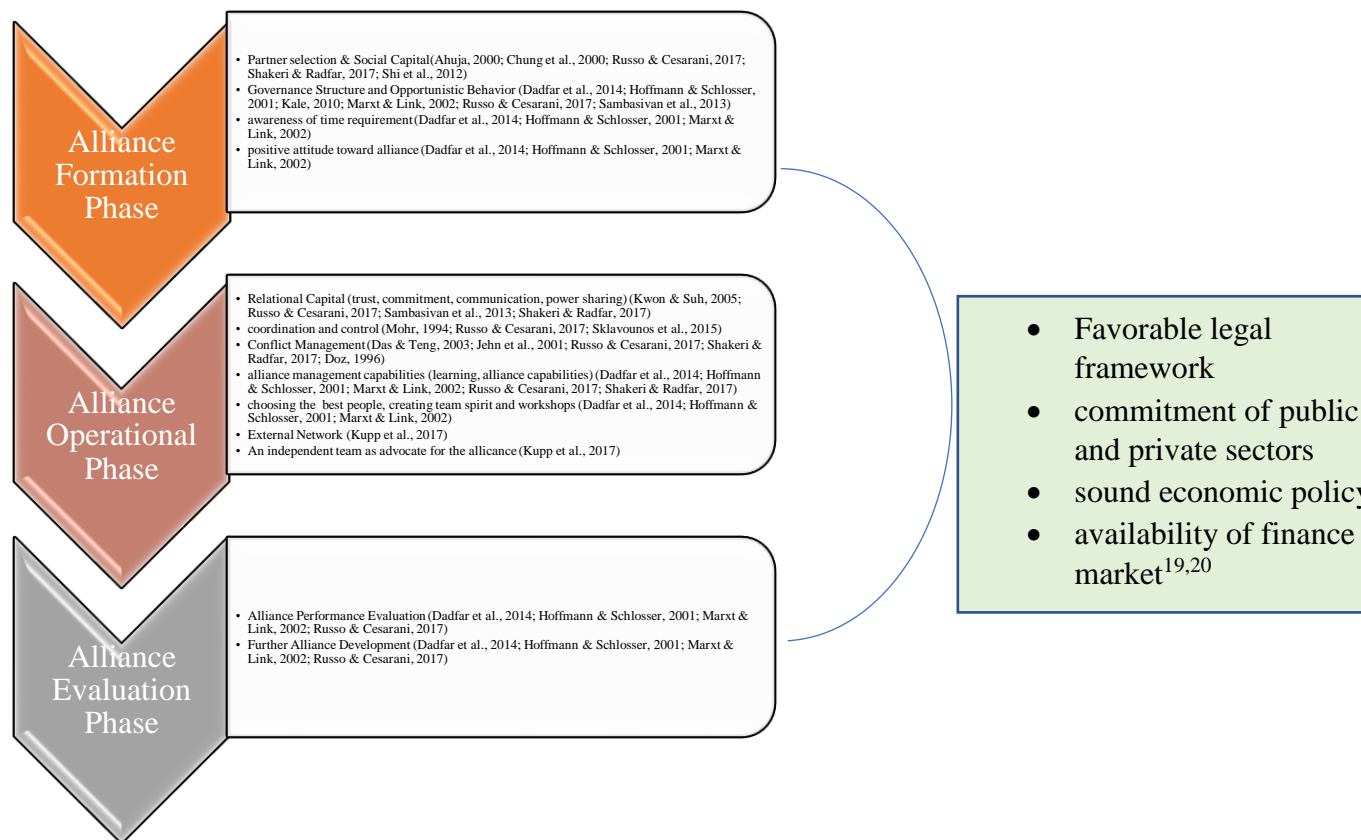 Alliance
Formation
Phase
• Partner selection & Social Capital(Ahuja, 2000; Chung et al., 2000; Russo & Cesarani, 2017;
Shakeri & Radfar, 2017; Shi et al., 2012)
• Governance Structure and Opportunistic Behavior (Dadfar et al., 2014; Hoffmann & Schlosser,
2001; Kale, 2010; Marxt & Link, 2002; Russo & Cesarani, 2017; Sambasivan et al., 2013)
• awareness of time requirement(Dadfar et al., 2014; Hoffmann & Schlosser, 2001; Marxt &
Link, 2002)
• positive attitude toward alliance (Dadfar et al., 2014; Hoffmann & Schlosser, 2001; Marxt &
Link, 2002)
Alliance
Operational
Phase
• Relational Capital (trust, commitment, communication, power sharing) (Kwon & Suh, 2005;
Russo & Cesarani, 2017; Sambasivan et al., 2013; Shakeri & Radfar, 2017)
• coordination and control (Mohr, 1994; Russo & Cesarani, 2017; Sklavounos et al., 2015)
• Conflict Management(Das & Teng, 2003; Jehn et al., 2001; Russo & Cesarani, 2017; Shakeri &
Radfar, 2017; Doz, 1996)
• alliance management capabilities (learning, alliance capabilities) (Dadfar et al., 2014; Hoffmann
& Schlosser, 2001; Marxt & Link, 2002; Russo & Cesarani, 2017; Shakeri & Radfar, 2017)
• choosing the best people, creating team spirit and workshops (Dadfar et al., 2014; Hoffmann &
Schlosser, 2001; Marxt & Link, 2002)
• External Network (Kupp et al., 2017)
• An independent team as advocate for the allicance (Kupp et al., 2017)
Alliance
Evaluation
Phase
• Alliance Performance Evaluation (Dadfar et al., 2014; Hoffmann & Schlosser, 2001; Marxt &
Link, 2002; Russo & Cesarani, 2017)
• Further Alliance Development (Dadfar et al., 2014; Hoffmann & Schlosser, 2001; Marxt &
Link, 2002; Russo & Cesarani, 2017)
• Favorable legal
framework
• commitment of public
and private sectors
• sound economic policy
• availability of finance
market19,20